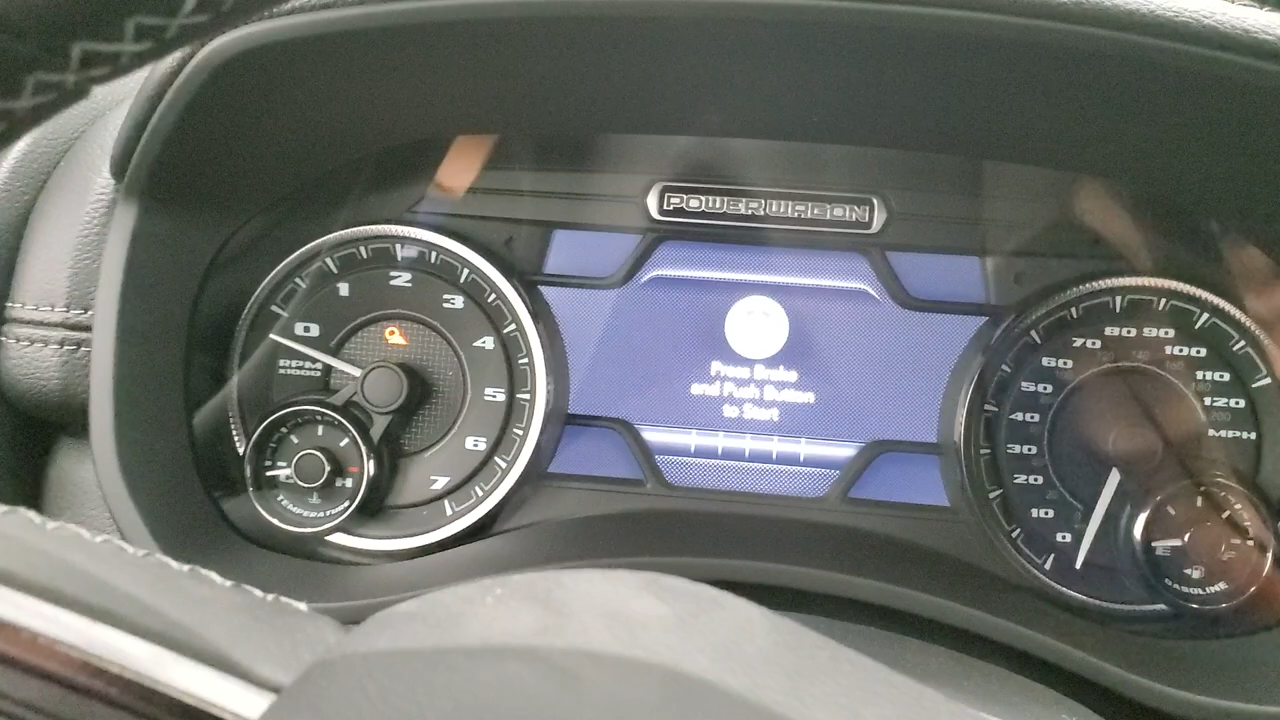 POWER WAGON
0
1
2
3
4
5
6
7
RPM
X1000
C
H
TEMPERATURE
Press Brake
and Push Button
to Start
0
10
20
30
40
50
60
70
80
90
100
110
120
MPH
E
F
GASOLINE